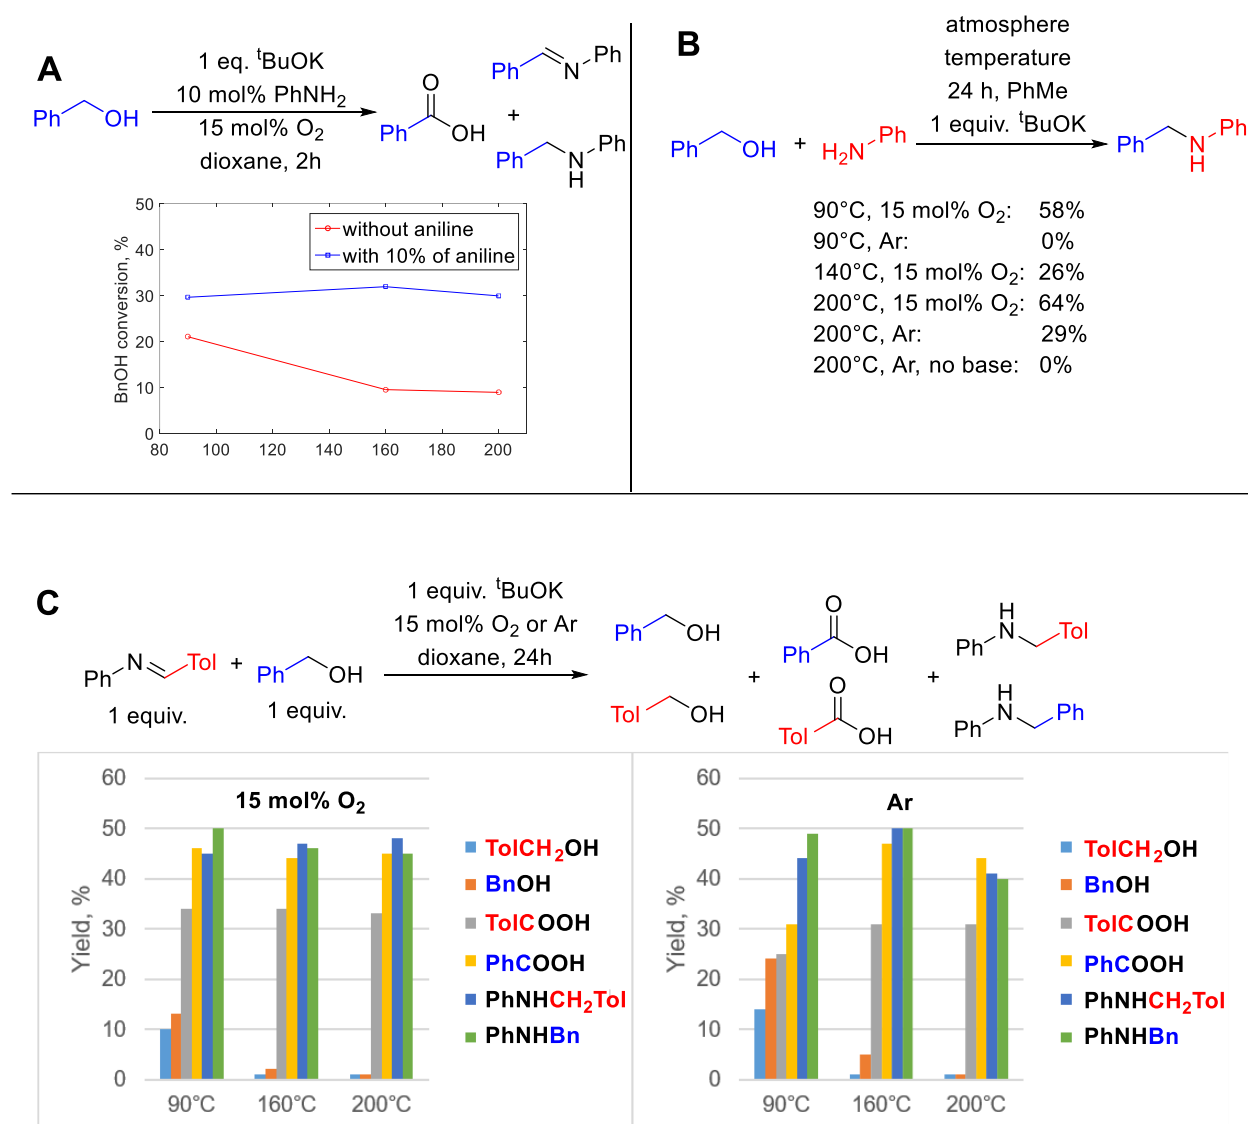 A
1 eq. ᵗBuOK
10 mol% PhNH₂
15 mol% O₂
dioxane, 2h
Ph OH
Ph O OH
+
Ph N Ph
Ph N H Ph
BnOH conversion, %
50
40
30
20
10
0
without aniline
with 10% of aniline
80 100 120 140 160 180 200
B
atmosphere
temperature
24 h, PhMe
1 equiv. ᵗBuOK
Ph OH + H₂N Ph
Ph N H Ph
90°C, 15 mol% O₂: 58%
90°C, Ar: 0%
140°C, 15 mol% O₂: 26%
200°C, 15 mol% O₂: 64%
200°C, Ar: 29%
200°C, Ar, no base: 0%
C
1 equiv. ᵗBuOK
15 mol% O₂ or Ar
dioxane, 24h
Ph N Tol + Ph OH
1 equiv. 1 equiv.
Ph OH
Tol OH
+
Ph O OH
Tol O OH
+
Ph H N Tol
Ph H N Ph
15 mol% O₂
Yield, %
60
50
40
30
20
10
0
90°C 160°C 200°C
TolCH₂OH
BnOH
TolCOOH
PhCOOH
PhNHCH₂Tol
PhNHBn
Ar
Yield, %
60
50
40
30
20
10
0
90°C 160°C 200°C
TolCH₂OH
BnOH
TolCOOH
PhCOOH
PhNHCH₂Tol
PhNHBn